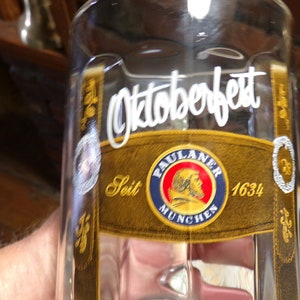 Oktoberfest
PAULANER
Seit 1634
MÜNCHEN